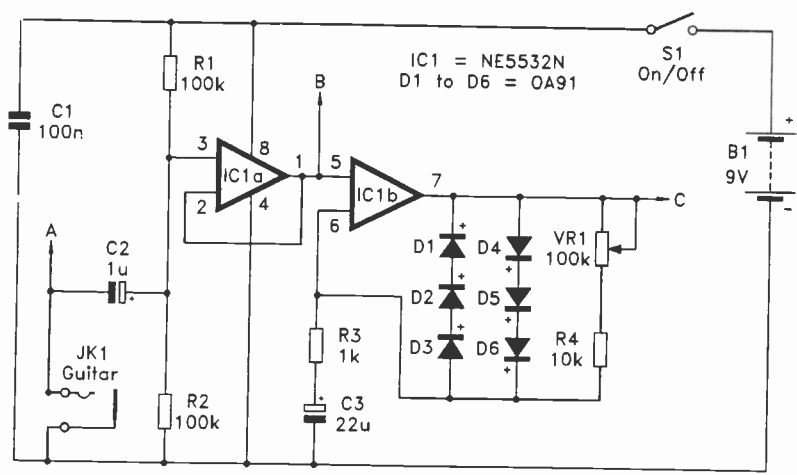 R1
100k
IC1 = NE5532N
D1 to D6 = OA91
S1
On/Off
C1
100n
B
3
8
1
5
7
IC1a
IC1b
2
4
6
C
+
B1
9V
-
A
C2
1u
+
D1
+
D4
+
VR1
100k
D2
+
D5
+
R3
1k
D3
+
D6
+
R4
10k
JK1
Guitar
R2
100k
+
C3
22u